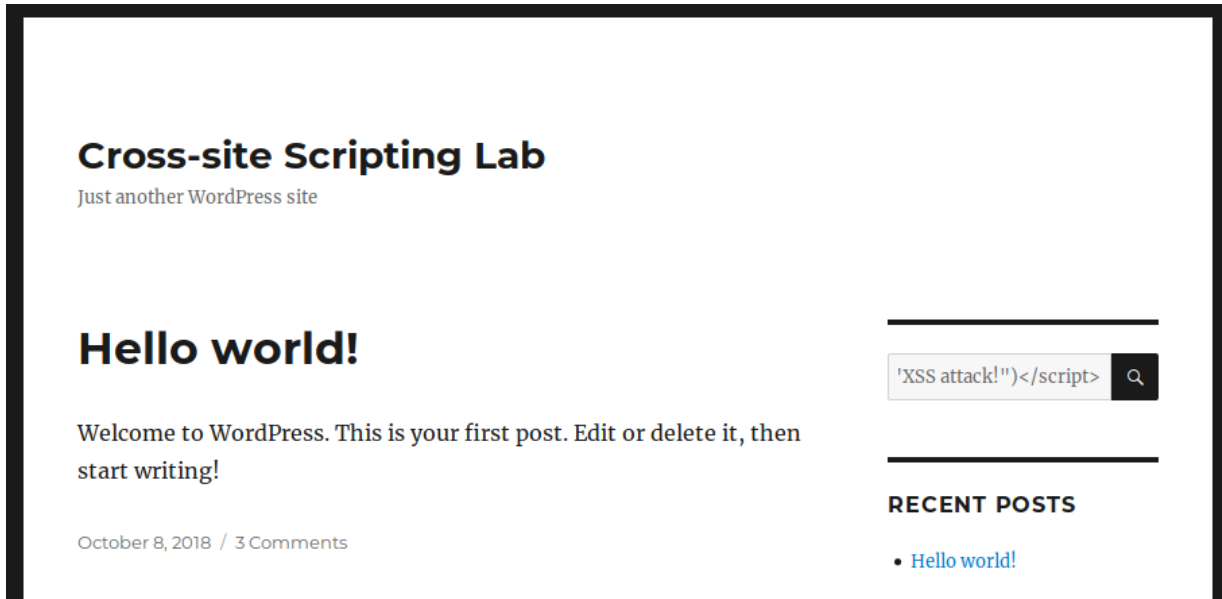 Cross-site Scripting Lab
Just another WordPress site
Hello world!
Welcome to WordPress. This is your first post. Edit or delete it, then
start writing!
October 8, 2018 / 3 Comments
'XSS attack!")</script>
RECENT POSTS
• Hello world!